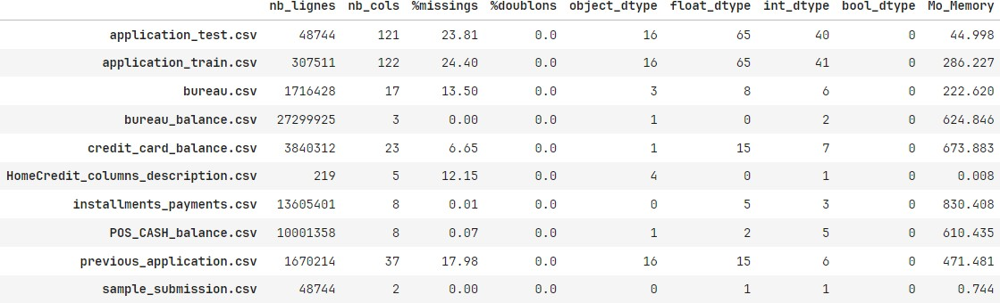 nb_lignes nb_cols %missings %doublons object_dtype float_dtype int_dtype bool_dtype Mo_Memory
application_test.csv 48744 121 23.81 0.0 16 65 40 0 44.998
application_train.csv 307511 122 24.40 0.0 16 65 41 0 286.227
bureau.csv 1716428 17 13.50 0.0 3 8 6 0 222.620
bureau_balance.csv 27299925 3 0.00 0.0 1 0 2 0 624.846
credit_card_balance.csv 3840312 23 6.65 0.0 1 15 7 0 673.883
HomeCredit_columns_description.csv 219 5 12.15 0.0 4 0 1 0 0.008
installments_payments.csv 13605401 8 0.01 0.0 0 5 3 0 830.408
POS_CASH_balance.csv 10001358 8 0.07 0.0 1 2 5 0 610.435
previous_application.csv 1670214 37 17.98 0.0 16 15 6 0 471.481
sample_submission.csv 48744 2 0.00 0.0 0 1 1 0 0.744